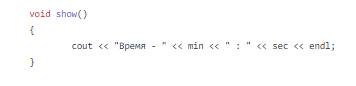 void show()
{
cout << "Время - " << min << " : " << sec << endl;
}